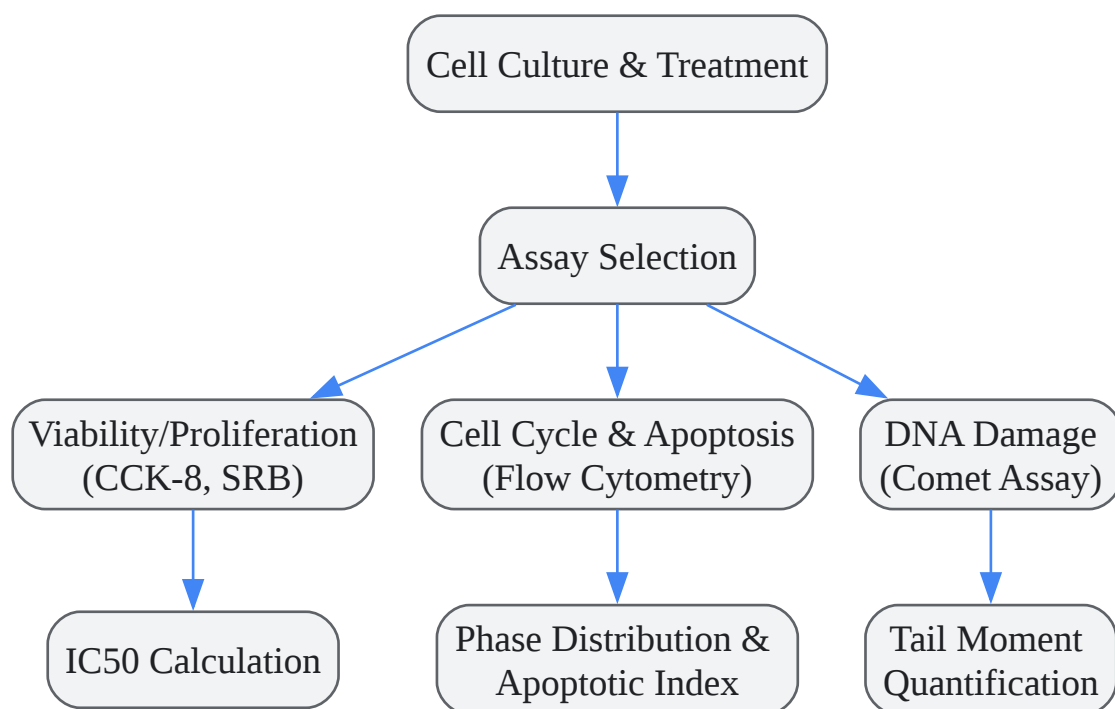 Cell Culture & Treatment
Assay Selection
Viability/Proliferation
(CCK-8, SRB)
Cell Cycle & Apoptosis
(Flow Cytometry)
DNA Damage
(Comet Assay)
IC50 Calculation
Phase Distribution &
Apoptotic Index
Tail Moment
Quantification